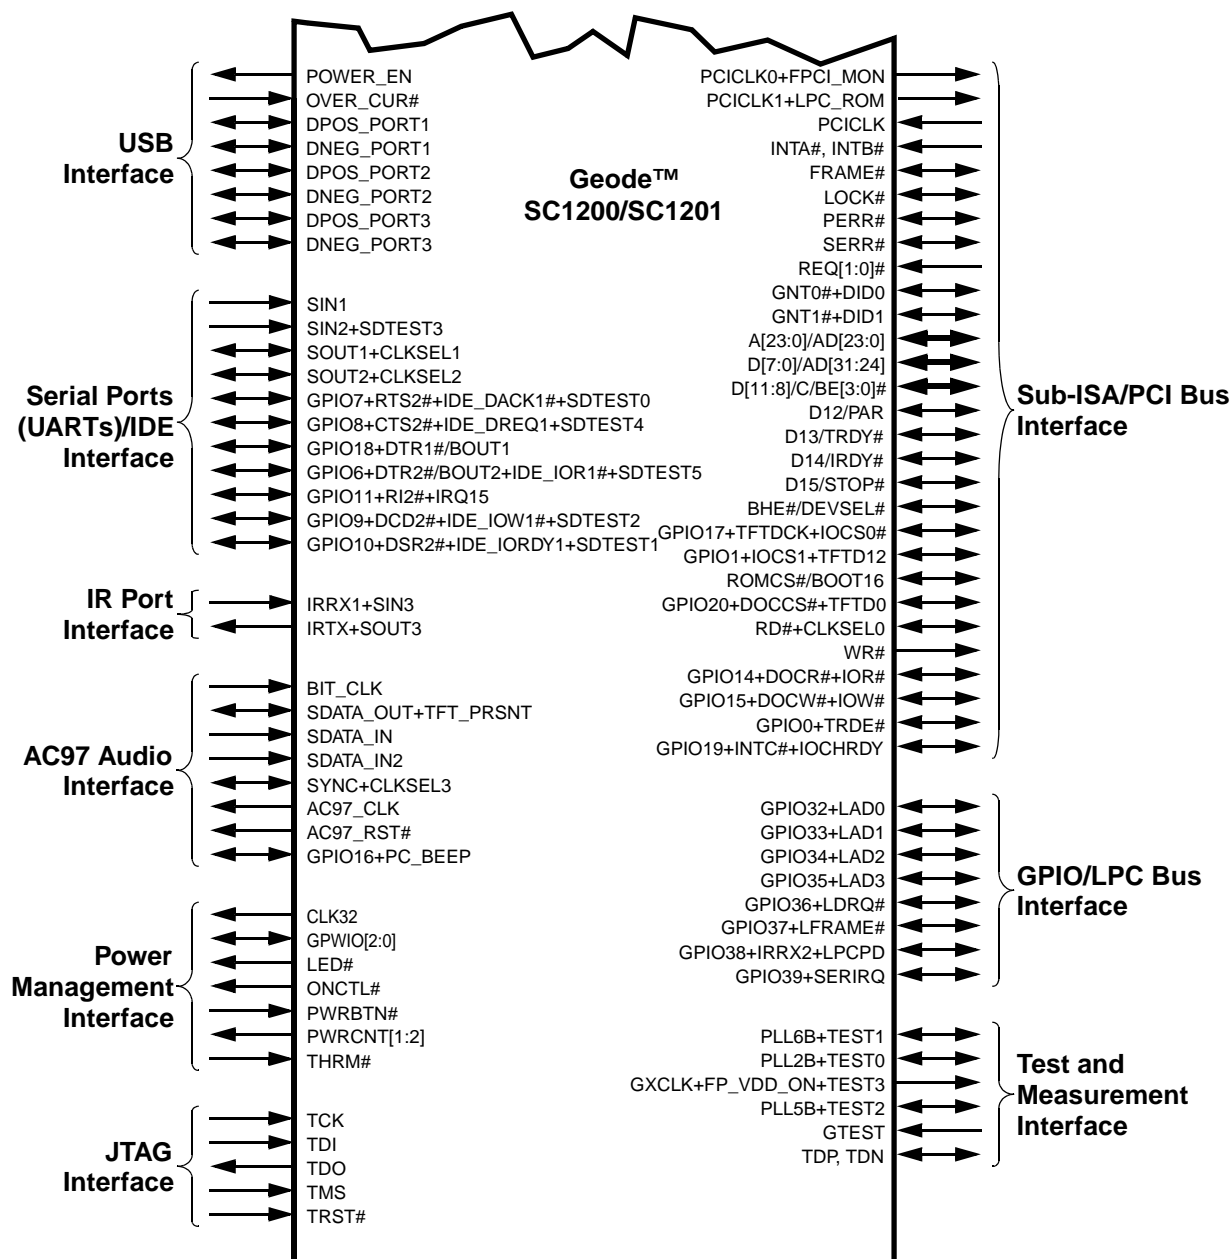 Geode™
SC1200/SC1201
USB
Interface
POWER_EN
OVER_CUR#
DPOS_PORT1
DNEG_PORT1
DPOS_PORT2
DNEG_PORT2
DPOS_PORT3
DNEG_PORT3
Serial Ports
(UARTs)/IDE
Interface
SIN1
SIN2+SDTEST3
SOUT1+CLKSEL1
SOUT2+CLKSEL2
GPIO7+RTS2#+IDE_DACK1#+SDTEST0
GPIO8+CTS2#+IDE_DREQ1+SDTEST4
GPIO18+DTR1#/BOUT1
GPIO6+DTR2#/BOUT2+IDE_IOR1#+SDTEST5
GPIO11+RI2#+IRQ15
GPIO9+DCD2#+IDE_IOW1#+SDTEST2
GPIO10+DSR2#+IDE_IORDY1+SDTEST1
IR Port
Interface
IRRX1+SIN3
IRTX+SOUT3
AC97 Audio
Interface
BIT_CLK
SDATA_OUT+TFT_PRSNT
SDATA_IN
SDATA_IN2
SYNC+CLKSEL3
AC97_CLK
AC97_RST#
GPIO16+PC_BEEP
Power
Management
Interface
CLK32
GPWIO[2:0]
LED#
ONCTL#
PWRBTN#
PWRCNT[1:2]
THRM#
JTAG
Interface
TCK
TDI
TDO
TMS
TRST#
PCICLK0+FPCI_MON
PCICLK1+LPC_ROM
PCICLK
INTA#, INTB#
FRAME#
LOCK#
PERR#
SERR#
REQ[1:0]#
GNT0#+DID0
GNT1#+DID1
A[23:0]/AD[23:0]
D[7:0]/AD[31:24]
D[11:8]/C/BE[3:0]#
D12/PAR
D13/TRDY#
D14/IRDY#
D15/STOP#
BHE#/DEVSEL#
GPIO17+TFTDCK+IOCS0#
GPIO1+IOCS1+TFTD12
ROMCS#/BOOT16
GPIO20+DOCCS#+TFTD0
RD#+CLKSEL0
WR#
GPIO14+DOCR#+IOR#
GPIO15+DOCW#+IOW#
GPIO0+TRDE#
GPIO19+INTC#+IOCHRDY
Sub-ISA/PCI Bus
Interface
GPIO32+LAD0
GPIO33+LAD1
GPIO34+LAD2
GPIO35+LAD3
GPIO36+LDRQ#
GPIO37+LFRAME#
GPIO38+IRRX2+LPCPD
GPIO39+SERIRQ
GPIO/LPC Bus
Interface
PLL6B+TEST1
PLL2B+TEST0
GXCLK+FP_VDD_ON+TEST3
PLL5B+TEST2
GTEST
TDP, TDN
Test and
Measurement
Interface